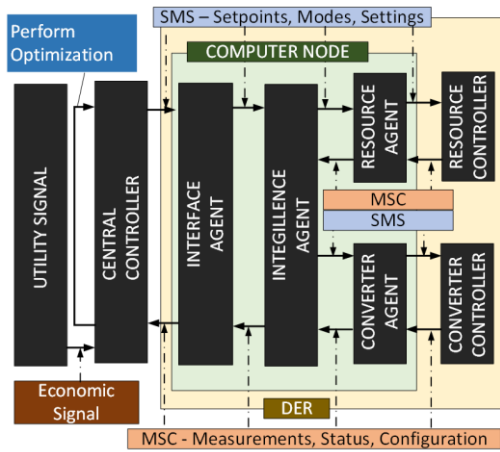 SMS – Setpoints, Modes, Settings
Perform
Optimization
COMPUTER NODE
UTILITY SIGNAL
CENTRAL
CONTROLLER
INTERFACE
AGENT
INTEGILLENCE
AGENT
RESOURCE
AGENT
RESOURCE
CONTROLLER
MSC
SMS
CONVERTER
AGENT
CONVERTER
CONTROLLER
Economic
Signal
DER
MSC - Measurements, Status, Configuration